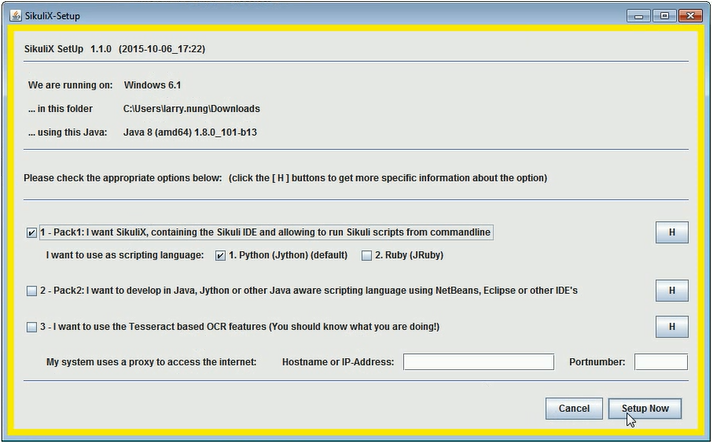 SikuliX-Setup
SikuliX SetUp 1.1.0 (2015-10-06_17:22)
We are running on: Windows 6.1
... in this folder C:\Users\larry.nung\Downloads
... using this Java: Java 8 (amd64) 1.8.0_101-b13
Please check the appropriate options below: (click the [ H ] buttons to get more specific information about the option)
1 - Pack1: I want SikuliX, containing the Sikuli IDE and allowing to run Sikuli scripts from commandline H
I want to use as scripting language: 1. Python (Jython) (default) 2. Ruby (JRuby)
2 - Pack2: I want to develop in Java, Jython or other Java aware scripting language using NetBeans, Eclipse or other IDE's H
3 - I want to use the Tesseract based OCR features (You should know what you are doing!) H
My system uses a proxy to access the internet: Hostname or IP-Address: Portnumber:
Cancel Setup Now